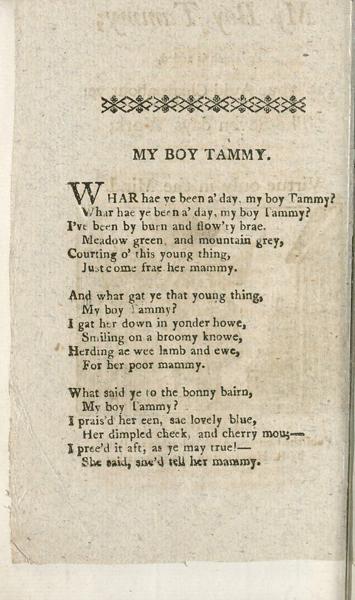 MY BOY TAMMY.
WHAR hae ye been a' day, my boy Tammy?
Whar hae ye been a' day, my boy Tammy?
I've been by burn and flow'ry brae.
Meadow green, and mountain grey,
Courting o' this young thing,
Just come frae her mammy.
And whar gat ye that young thing,
My boy Tammy?
I gat her down in yonder howe,
Smiling on a broomy knowe,
Herding ae wee lamb and ewe,
For her poor mammy.
What said ye to the bonny bairn,
My boy Tammy?
I prais'd her een, sae lovely blue,
Her dimpled cheek, and cherry mou;—
I pree'd it aft, as ye may true!—
She said, she'd tell her mammy.